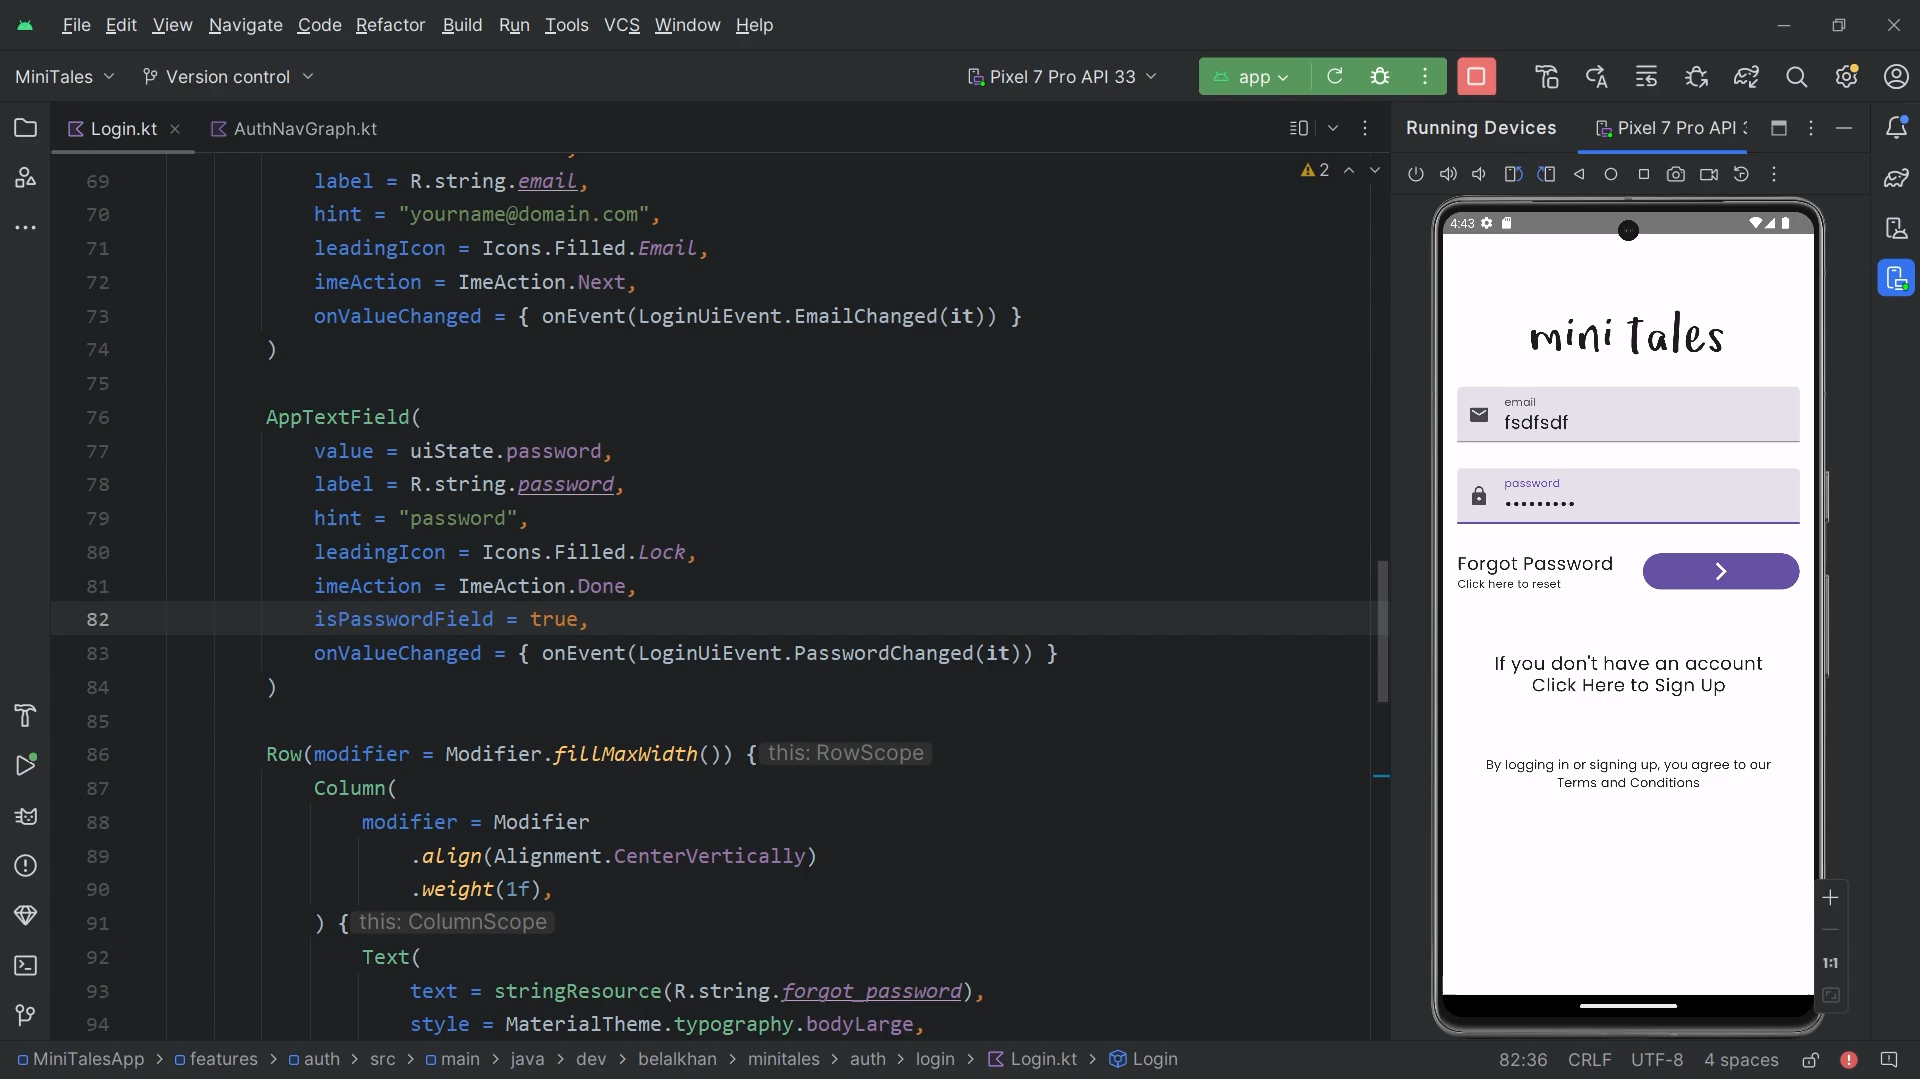 File Edit View Navigate Code Refactor Build Run Tools VCS Window Help
MiniTales Version control Pixel 7 Pro API 33 app
Login.kt AuthNavGraph.kt
2
69 label = R.string.email,
70 hint = "yourname@domain.com",
71 leadingIcon = Icons.Filled.Email,
72 imeAction = ImeAction.Next,
73 onValueChanged = { onEvent(LoginUiEvent.EmailChanged(it)) }
74 )
75
76 AppTextField(
77 value = uiState.password,
78 label = R.string.password,
79 hint = "password",
80 leadingIcon = Icons.Filled.Lock,
81 imeAction = ImeAction.Done,
82 isPasswordField = true,
83 onValueChanged = { onEvent(LoginUiEvent.PasswordChanged(it)) }
84 )
85
86 Row(modifier = Modifier.fillMaxWidth()) { this: RowScope
87 Column(
88 modifier = Modifier
89 .align(Alignment.CenterVertically)
90 .weight(1f),
91 ) { this: ColumnScope
92 Text(
93 text = stringResource(R.string.forgot_password),
94 style = MaterialTheme.typography.bodyLarge,
Running Devices Pixel 7 Pro API
4:43
mini tales
email
fsdfsdf
password
•••••••••
Forgot Password
Click here to reset
If you don't have an account
Click Here to Sign Up
By logging in or signing up, you agree to our
Terms and Conditions
1:1
MiniTalesApp > features > auth > src > main > java > dev > belalkhan > minitales > auth > login > Login.kt > Login
82:36 CRLF UTF-8 4 spaces